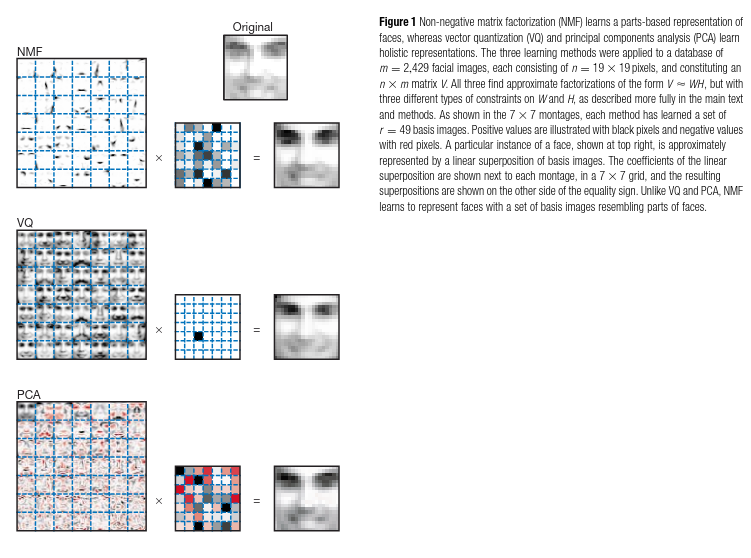 Original
NMF
×
=
VQ
×
=
PCA
×
=
Figure 1 Non-negative matrix factorization (NMF) learns a parts-based representation of
faces, whereas vector quantization (VQ) and principal components analysis (PCA) learn
holistic representations. The three learning methods were applied to a database of
m = 2,429 facial images, each consisting of n = 19 × 19 pixels, and constituting an
n × m matrix V. All three find approximate factorizations of the form V ≈ WH, but with
three different types of constraints on W and H, as described more fully in the main text
and methods. As shown in the 7 × 7 montages, each method has learned a set of
r = 49 basis images. Positive values are illustrated with black pixels and negative values
with red pixels. A particular instance of a face, shown at top right, is approximately
represented by a linear superposition of basis images. The coefficients of the linear
superposition are shown next to each montage, in a 7 × 7 grid, and the resulting
superpositions are shown on the other side of the equality sign. Unlike VQ and PCA, NMF
learns to represent faces with a set of basis images resembling parts of faces.